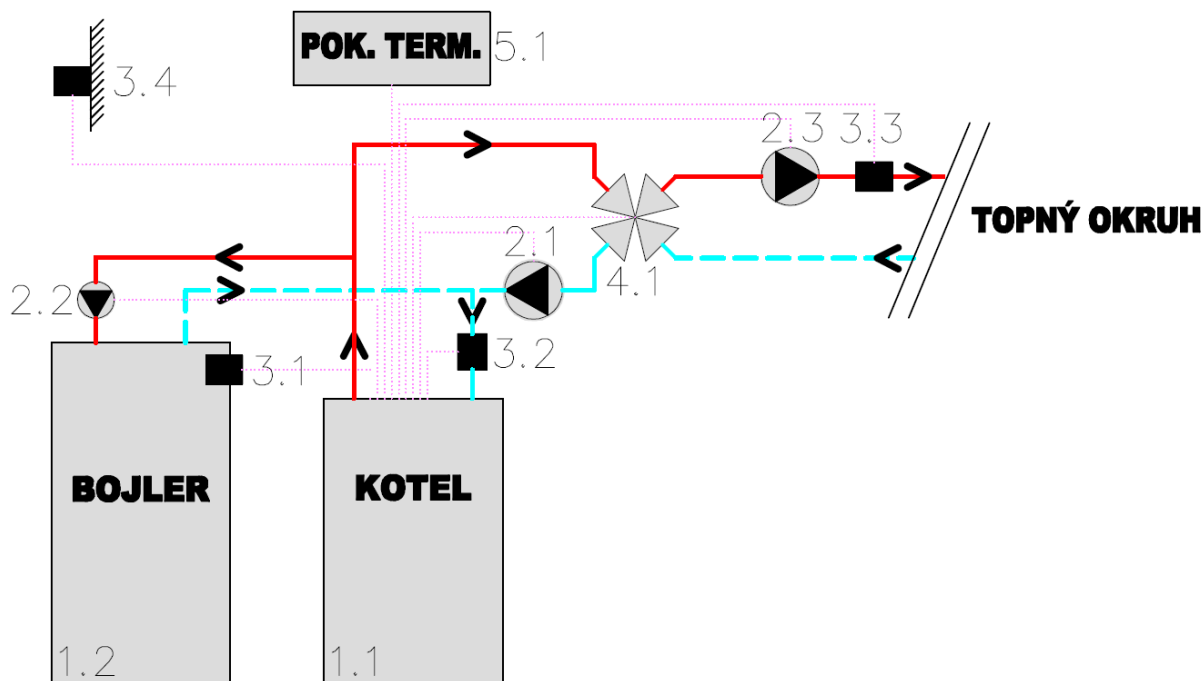 POK. TERM. 5.1
3.4
2.3 3.3
TOPNÝ OKRUH
2.1
4.1
2.2
3.1
3.2
BOJLER
KOTEL
1.2
1.1